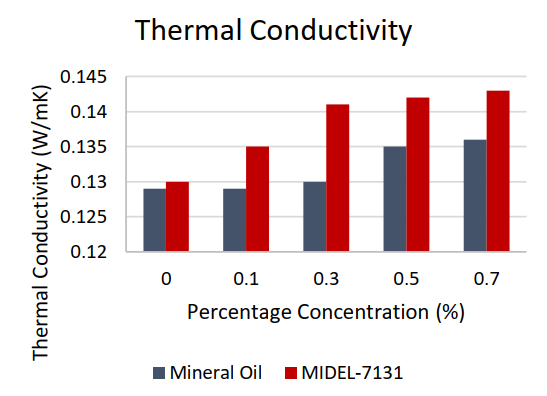 Thermal Conductivity
Thermal Conductivity (W/mK)
0.145
0.14
0.135
0.13
0.125
0.12
0 0.1 0.3 0.5 0.7
Percentage Concentration (%)
Mineral Oil MIDEL-7131